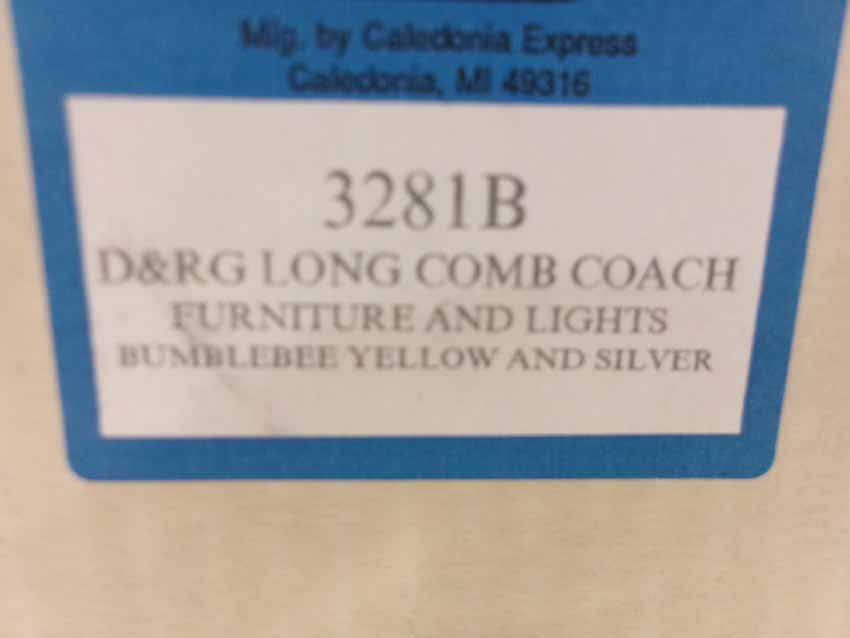 Mfg. by Caledonia Express
Caledonia, MI 49316
3281B
D&RG LONG COMB COACH
FURNITURE AND LIGHTS
BUMBLEBEE YELLOW AND SILVER